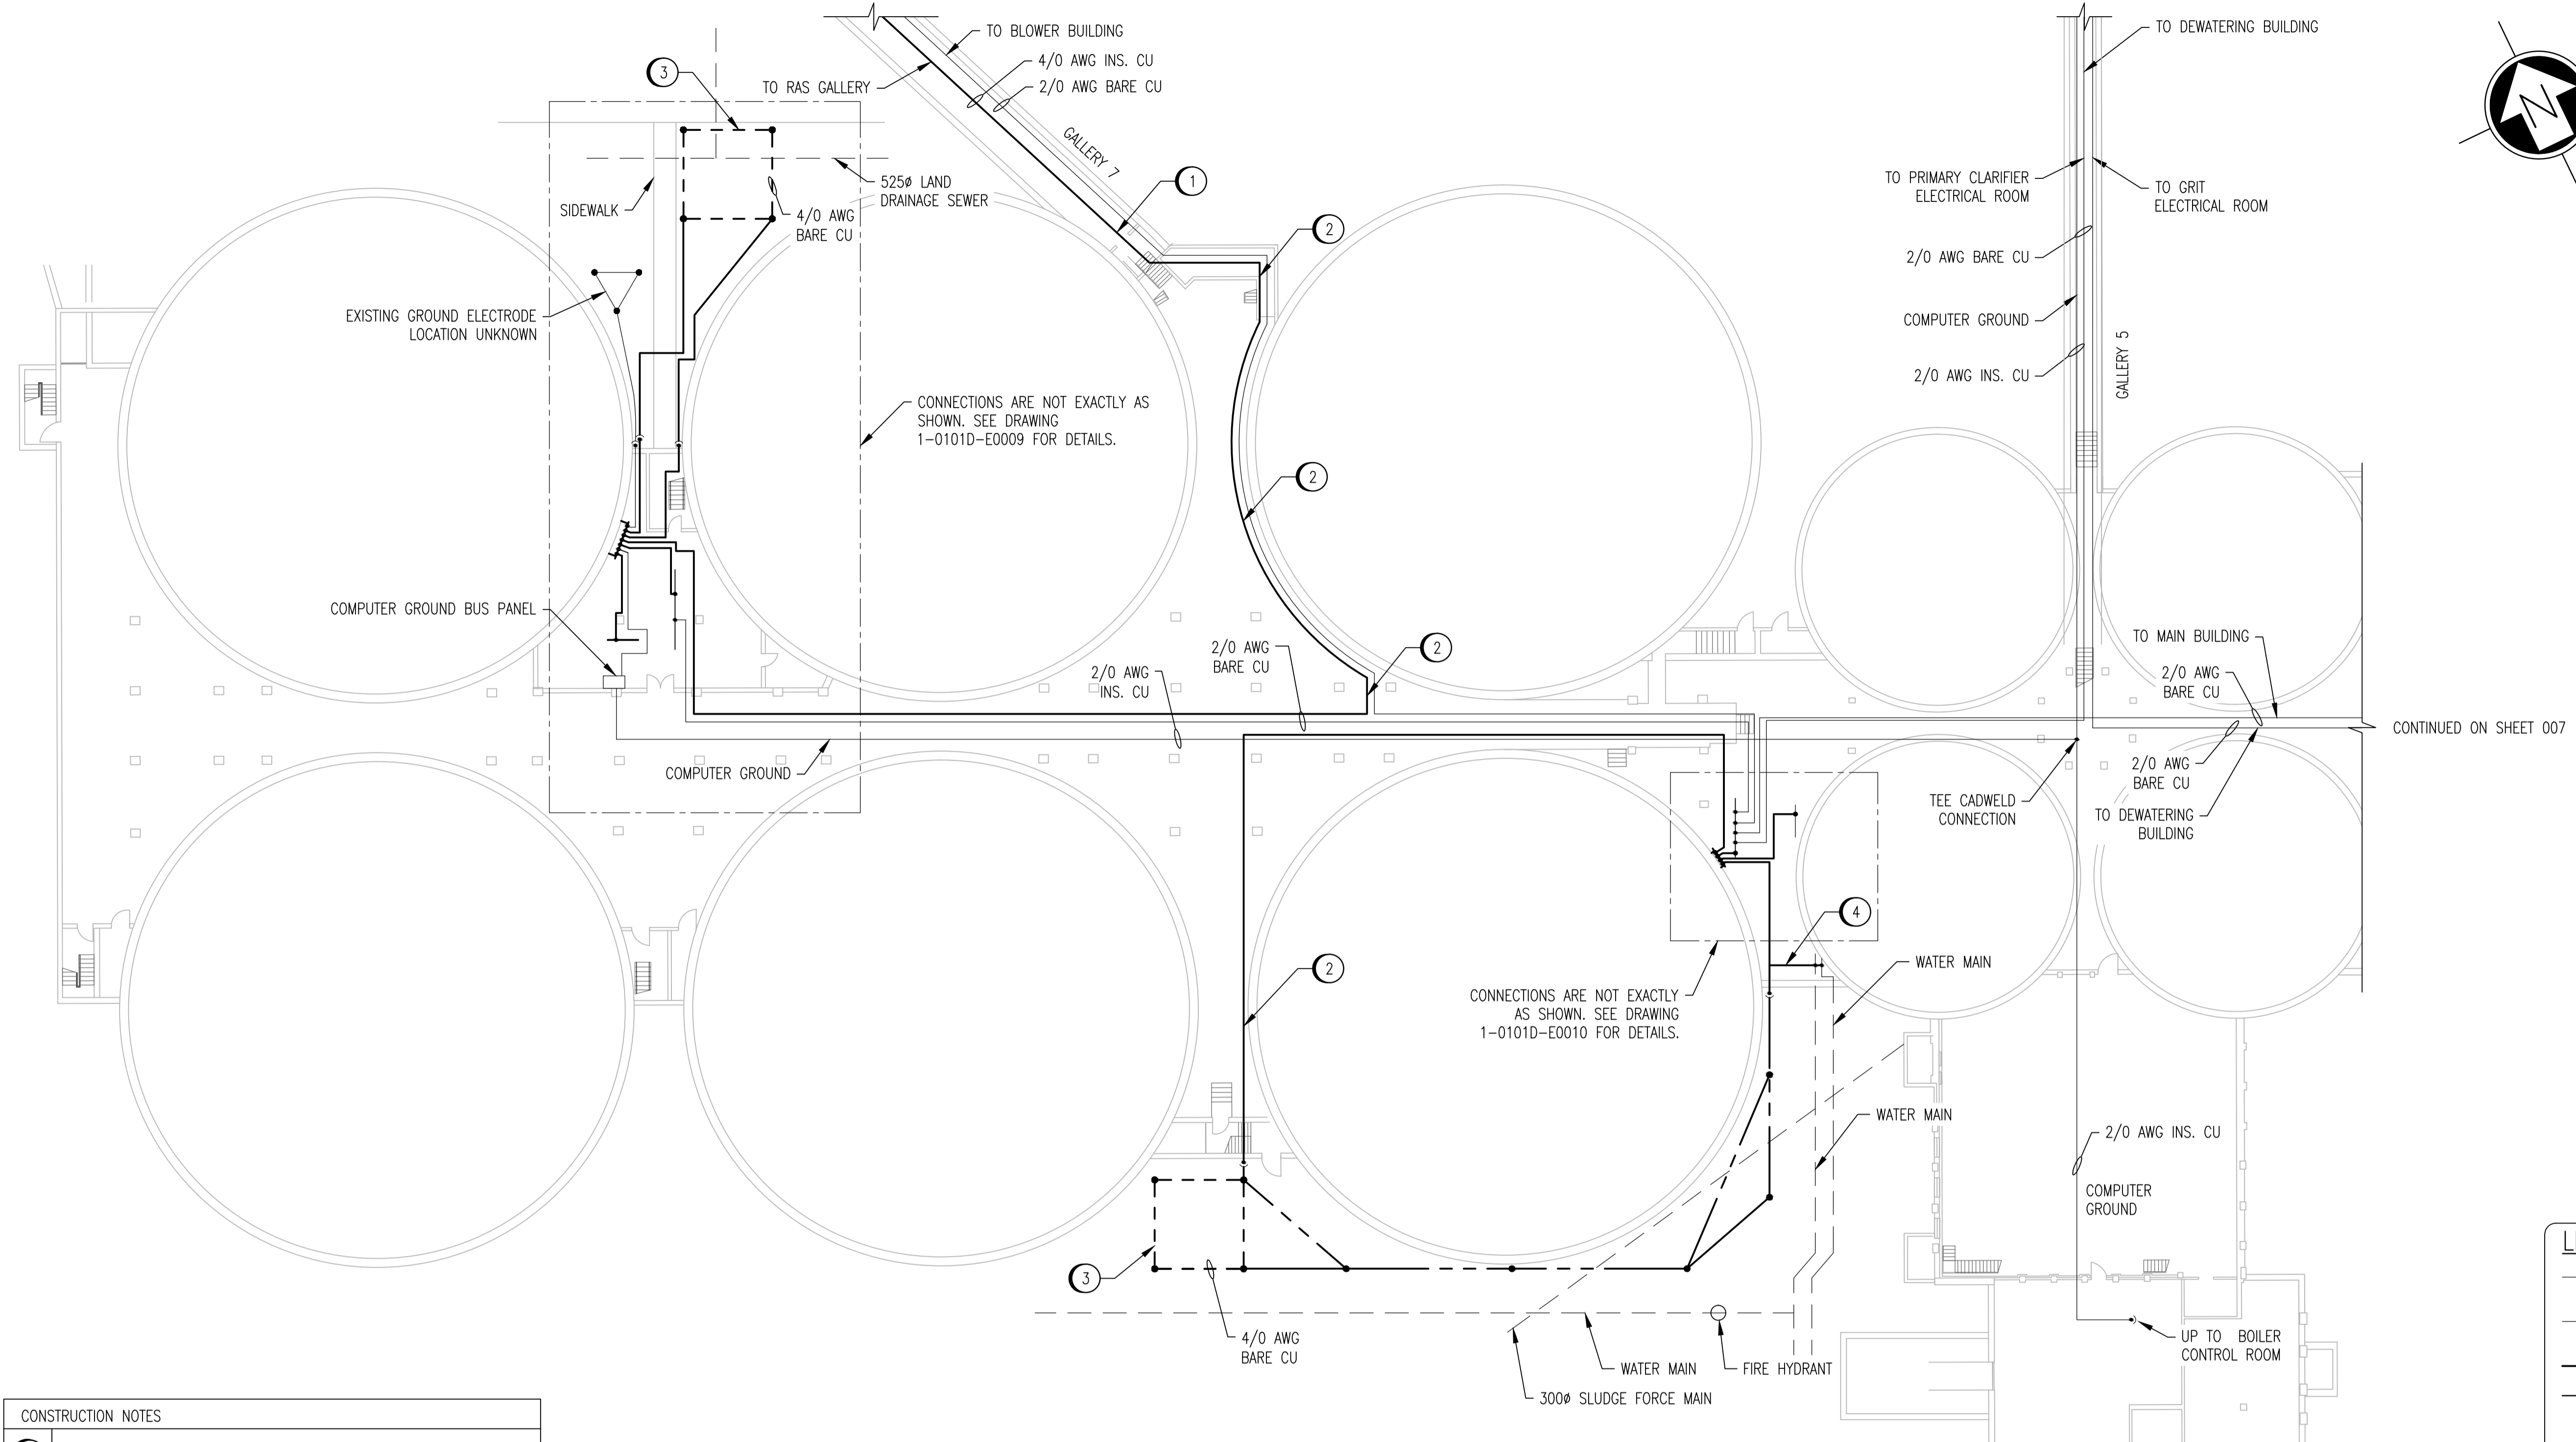 TO BLOWER BUILDING
4/0 AWG INS. CU
2/0 AWG BARE CU
TO RAS GALLERY
3
GALLERY 7
1
2
525ø LAND
DRAINAGE SEWER
SIDEWALK
4/0 AWG
BARE CU
EXISTING GROUND ELECTRODE
LOCATION UNKNOWN
CONNECTIONS ARE NOT EXACTLY AS
SHOWN. SEE DRAWING
1-0101D-E0009 FOR DETAILS.
2
COMPUTER GROUND BUS PANEL
2/0 AWG
INS. CU
2/0 AWG
BARE CU
2
COMPUTER GROUND
TO DEWATERING BUILDING
N
TO PRIMARY CLARIFIER
ELECTRICAL ROOM
TO GRIT
ELECTRICAL ROOM
2/0 AWG BARE CU
COMPUTER GROUND
2/0 AWG INS. CU
GALLERY 5
TO MAIN BUILDING
2/0 AWG
BARE CU
CONTINUED ON SHEET 007
2/0 AWG
BARE CU
TO DEWATERING
BUILDING
TEE CADWELD
CONNECTION
4
WATER MAIN
2
CONNECTIONS ARE NOT EXACTLY
AS SHOWN. SEE DRAWING
1-0101D-E0010 FOR DETAILS.
WATER MAIN
2/0 AWG INS. CU
COMPUTER
GROUND
3
4/0 AWG
BARE CU
WATER MAIN
FIRE HYDRANT
300ø SLUDGE FORCE MAIN
UP TO BOILER
CONTROL ROOM
CONSTRUCTION NOTES